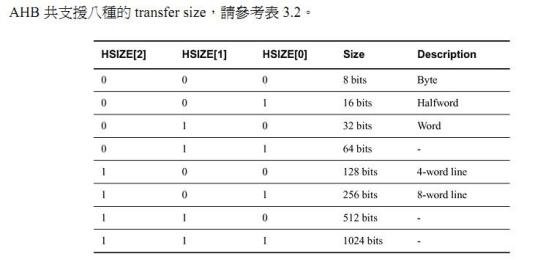 AHB 共支援八種的 transfer size，請參考表 3.2。
HSIZE[2] HSIZE[1] HSIZE[0] Size Description
0 0 0 8 bits Byte
0 0 1 16 bits Halfword
0 1 0 32 bits Word
0 1 1 64 bits -
1 0 0 128 bits 4-word line
1 0 1 256 bits 8-word line
1 1 0 512 bits -
1 1 1 1024 bits -